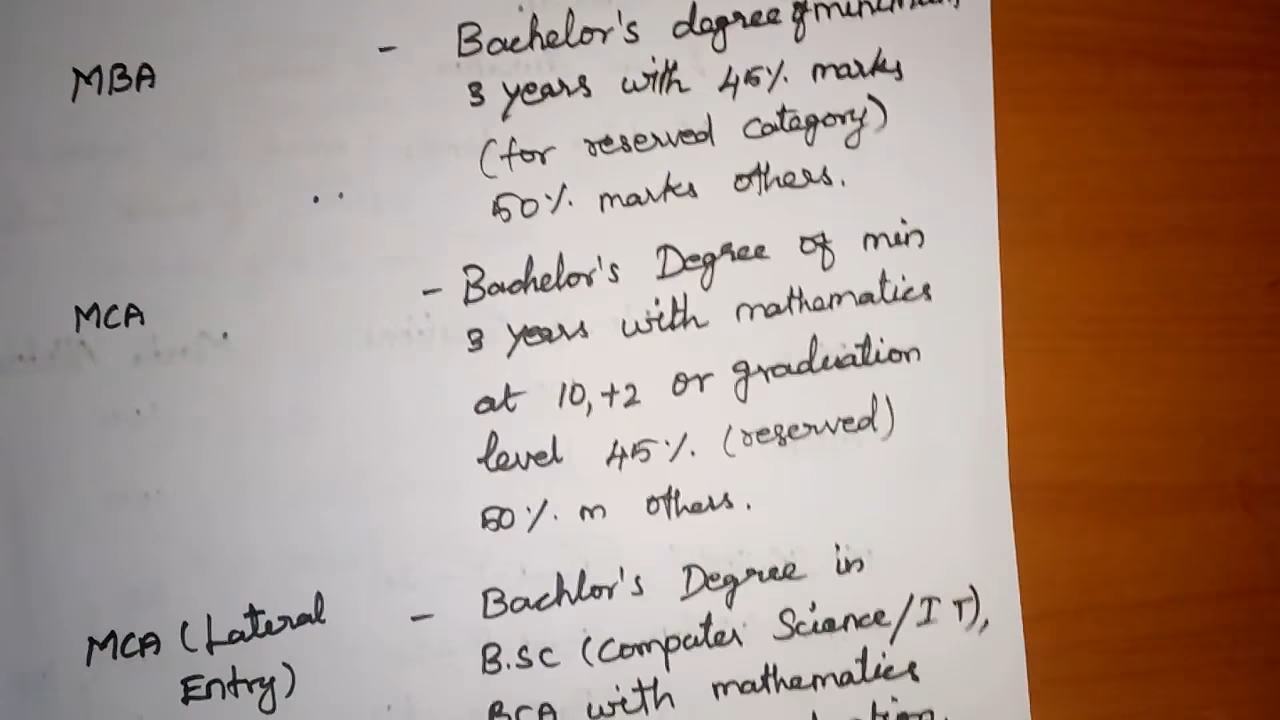 MBA - Bachelor's degree of minimum
3 years with 45% marks
(for reserved category)
50% marks others.
MCA - Bachelor's Degree of min
3 years with mathematics
at 10,+2 or graduation
level 45% (reserved)
50% m others.
MCA (Lateral Entry) - Bachlor's Degree in
B.SC (Computer Science/IT),
BCA with mathematics